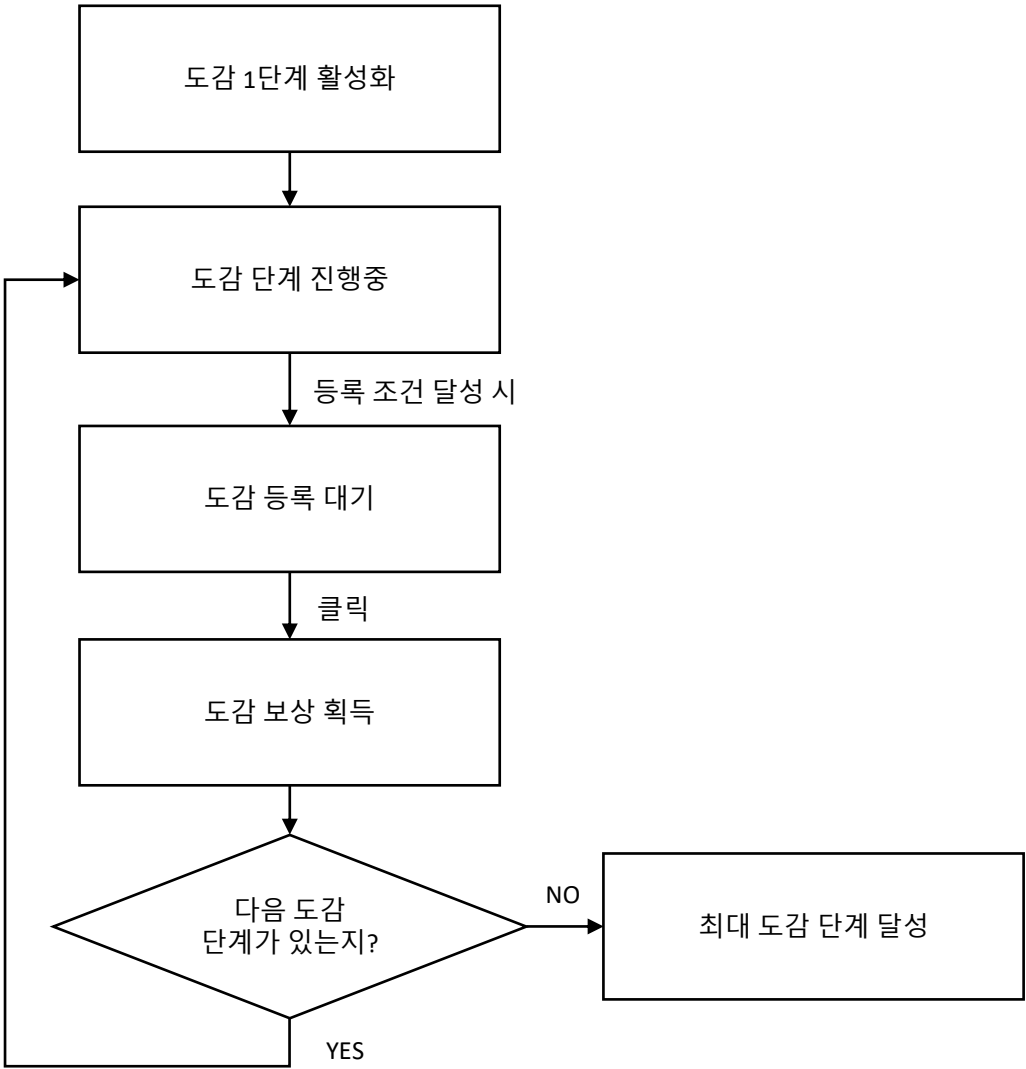 도감 1단계 활성화
도감 단계 진행중
등록 조건 달성 시
도감 등록 대기
클릭
도감 보상 획득
다음 도감
단계가 있는지?
NO
최대 도감 단계 달성
YES